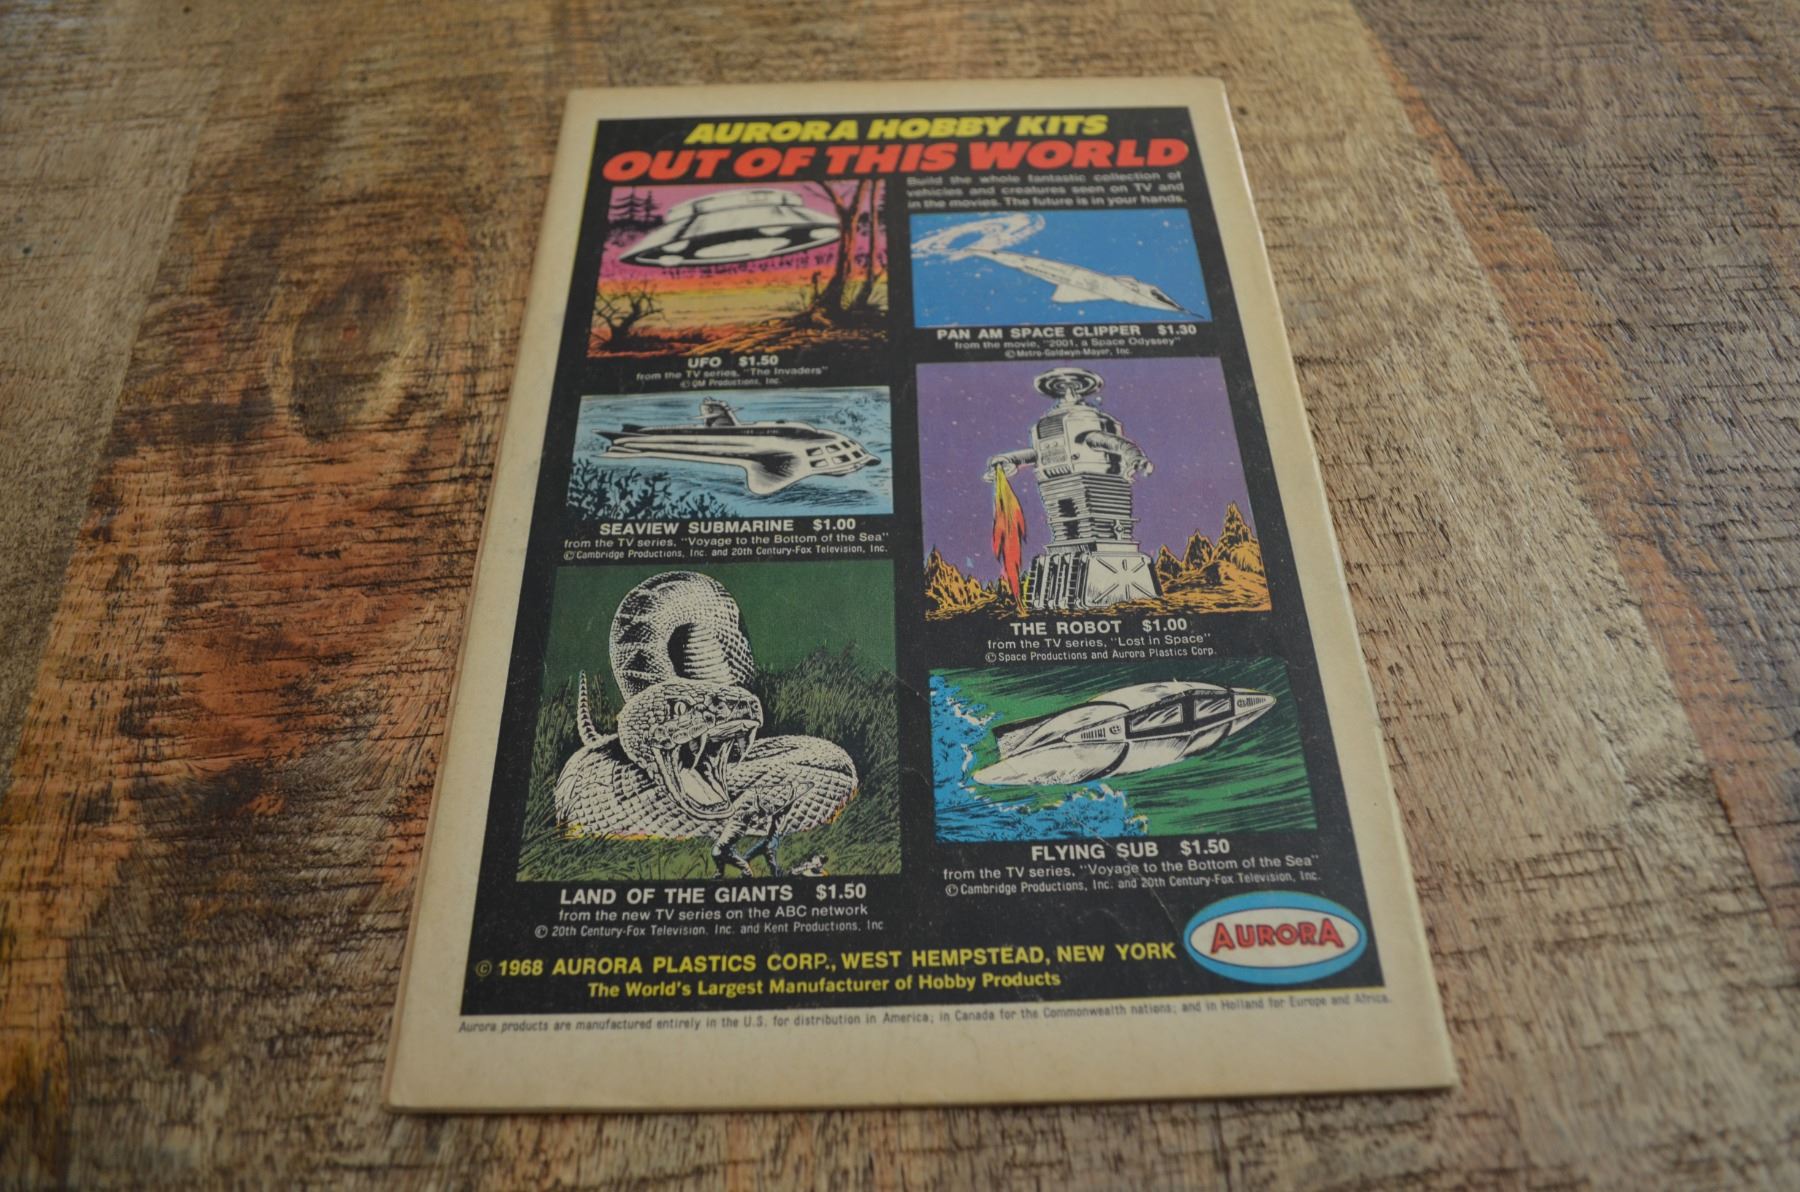 AURORA HOBBY KITS
OUT OF THIS WORLD
Build the whole fantastic collection of
vehicles and creatures seen on TV and
in the movies. The future is in your hands.
UFO $1.50
from the TV series, "The Invaders"
© QM Productions, Inc.
PAN AM SPACE CLIPPER $1.30
from the movie, "2001, a Space Odyssey"
© Metro-Goldwyn-Mayer, Inc.
SEAVIEW SUBMARINE $1.00
from the TV series, "Voyage to the Bottom of the Sea"
© Cambridge Productions, Inc. and 20th Century-Fox Television, Inc.
THE ROBOT $1.00
from the TV series, "Lost in Space"
© Space Productions and Aurora Plastics Corp.
LAND OF THE GIANTS $1.50
from the new TV series on the ABC network
© 20th Century-Fox Television, Inc. and Kent Productions, Inc
FLYING SUB $1.50
from the TV series, "Voyage to the Bottom of the Sea"
© Cambridge Productions, Inc. and 20th Century-Fox Television, Inc.
AURORA
© 1968 AURORA PLASTICS CORP., WEST HEMPSTEAD, NEW YORK
The World's Largest Manufacturer of Hobby Products
Aurora products are manufactured entirely in the U.S. for distribution in America; in Canada for the Commonwealth nations; and in Holland for Europe and Africa.